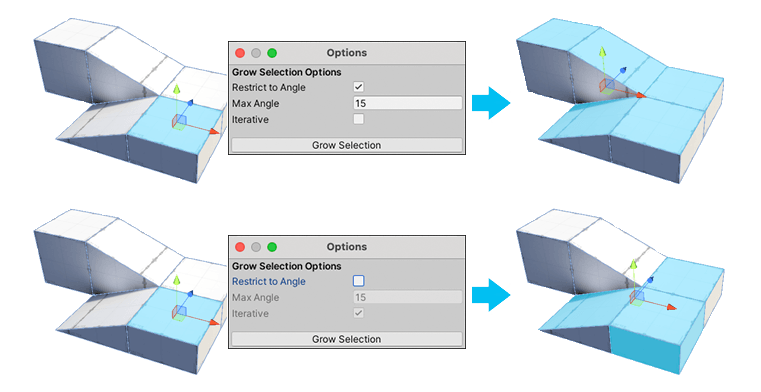 Options
Grow Selection Options
Restrict to Angle
Max Angle 15
Iterative
Grow Selection
Options
Grow Selection Options
Restrict to Angle
Max Angle 15
Iterative
Grow Selection